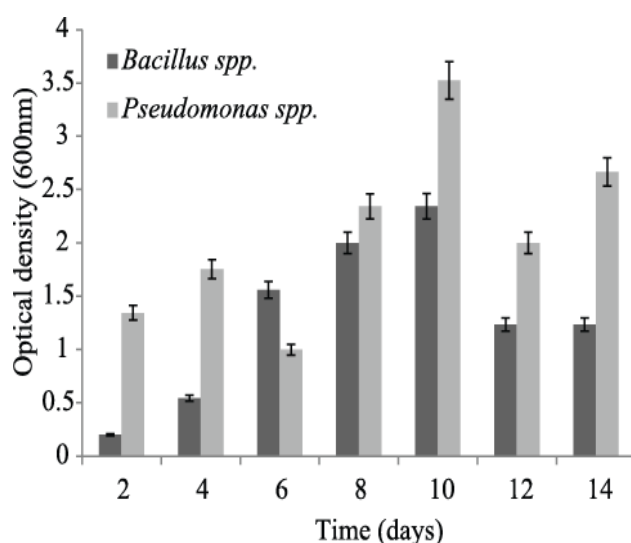 4
3.5
3
2.5
2
1.5
1
0.5
0
Optical density (600nm)
Bacillus spp.
Pseudomonas spp.
2 4 6 8 10 12 14
Time (days)